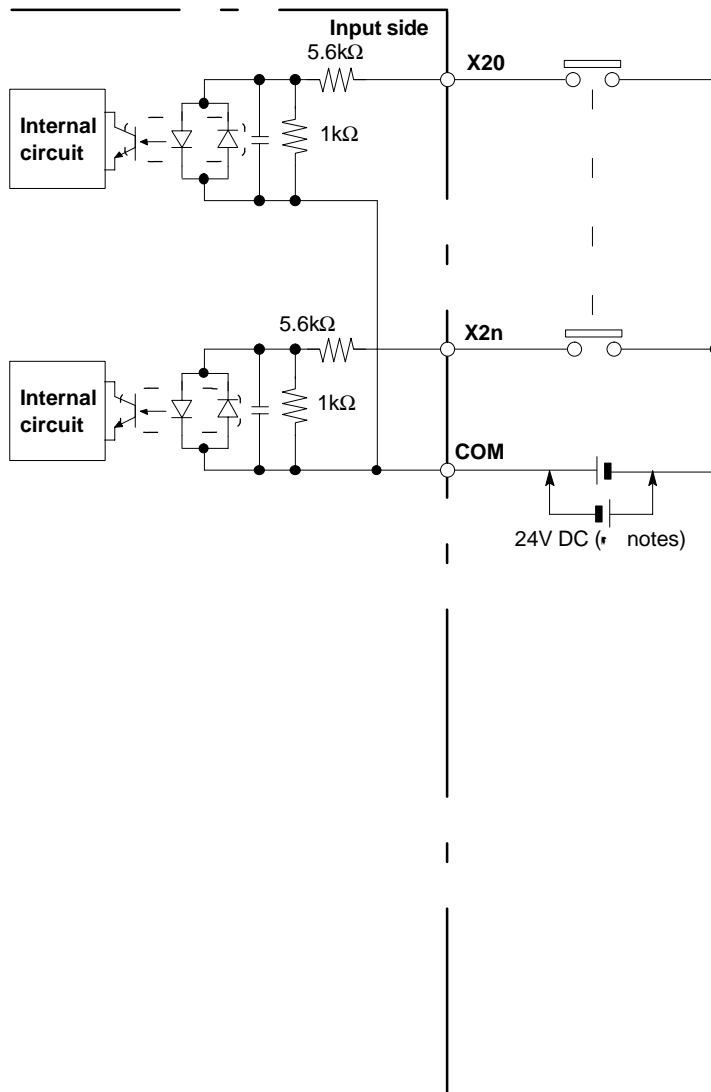 Input side
5.6kΩ
X20
Internal
circuit
1kΩ
5.6kΩ
X2n
Internal
circuit
1kΩ
COM
24V DC ( notes)